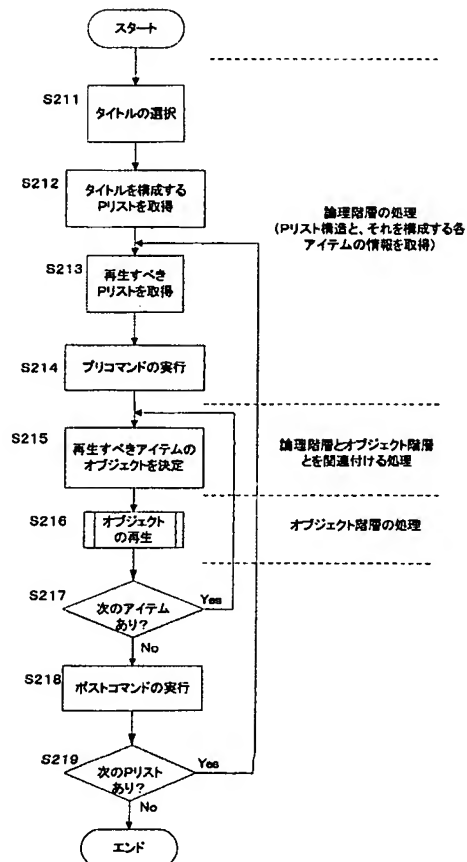 スタート
S211
タイトルの選択
S212
タイトルを構成する
Pリストを取得
論理階層の処理
(Pリスト構造と、それを構成する各
アイテムの情報を取得)
S213
再生すべき
Pリストを取得
S214
プリコマンドの実行
S215
再生すべきアイテムの
オブジェクトを決定
論理階層とオブジェクト階層
とを関連付ける処理
S216
オブジェクト
の再生
オブジェクト階層の処理
S217
次のアイテム
あり?
Yes
No
S218
ポストコマンドの実行
S219
次のPリスト
あり?
Yes
No
エンド